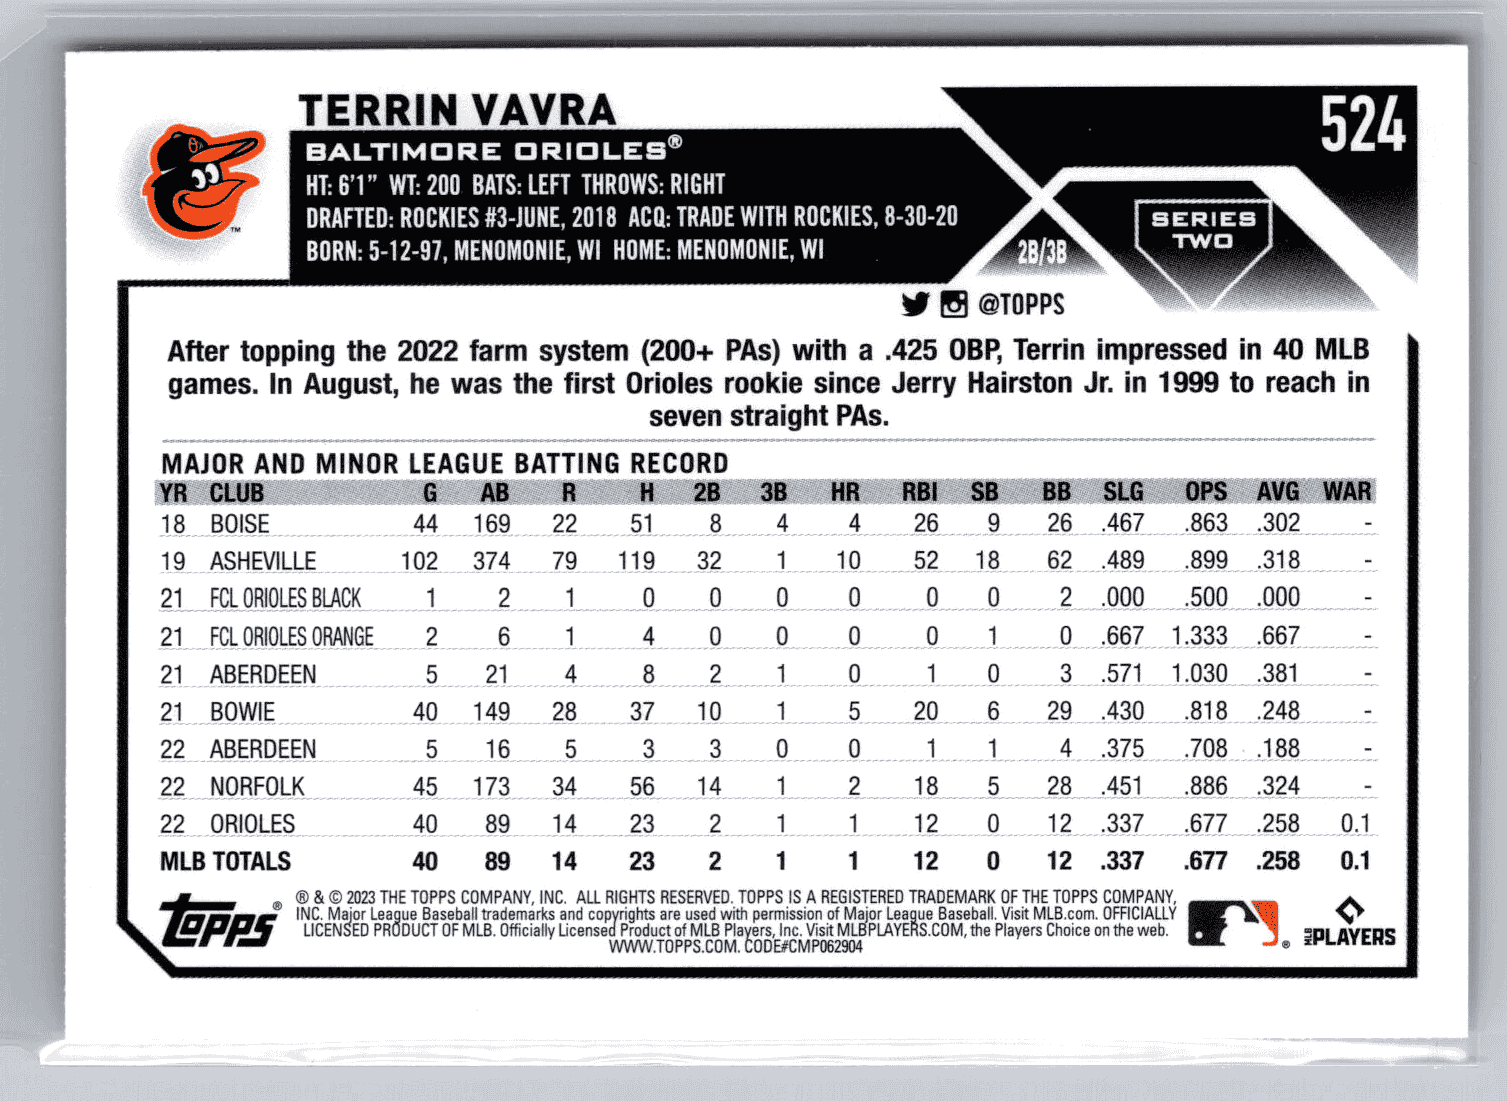 TERRIN VAVRA
BALTIMORE ORIOLES®
HT: 6'1" WT: 200 BATS: LEFT THROWS: RIGHT
DRAFTED: ROCKIES #3-JUNE, 2018 ACQ: TRADE WITH ROCKIES, 8-30-20
BORN: 5-12-97, MENOMONIE, WI HOME: MENOMONIE, WI
2B/3B
524
SERIES
TWO
@TOPPS
After topping the 2022 farm system (200+ PAs) with a .425 OBP, Terrin impressed in 40 MLB
games. In August, he was the first Orioles rookie since Jerry Hairston Jr. in 1999 to reach in
seven straight PAs.
MAJOR AND MINOR LEAGUE BATTING RECORD
YR CLUB G AB R H 2B 3B HR RBI SB BB SLG OPS AVG WAR
18 BOISE 44 169 22 51 8 4 4 26 9 26 .467 .863 .302 -
19 ASHEVILLE 102 374 79 119 32 1 10 52 18 62 .489 .899 .318 -
21 FCL ORIOLES BLACK 1 2 1 0 0 0 0 0 0 2 .000 .500 .000 -
21 FCL ORIOLES ORANGE 2 6 1 4 0 0 0 0 1 0 .667 1.333 .667 -
21 ABERDEEN 5 21 4 8 2 1 0 1 0 3 .571 1.030 .381 -
21 BOWIE 40 149 28 37 10 1 5 20 6 29 .430 .818 .248 -
22 ABERDEEN 5 16 5 3 3 0 0 1 1 4 .375 .708 .188 -
22 NORFOLK 45 173 34 56 14 1 2 18 5 28 .451 .886 .324 -
22 ORIOLES 40 89 14 23 2 1 1 12 0 12 .337 .677 .258 0.1
MLB TOTALS 40 89 14 23 2 1 1 12 0 12 .337 .677 .258 0.1
TOPPS®
® & © 2023 THE TOPPS COMPANY, INC. ALL RIGHTS RESERVED. TOPPS IS A REGISTERED TRADEMARK OF THE TOPPS COMPANY,
INC. Major League Baseball trademarks and copyrights are used with permission of Major League Baseball. Visit MLB.com. OFFICIALLY
LICENSED PRODUCT OF MLB. Officially Licensed Product of MLB Players, Inc. Visit MLBPLAYERS.COM, the Players Choice on the web.
WWW.TOPPS.COM. CODE#CMP062904
MLB PLAYERS